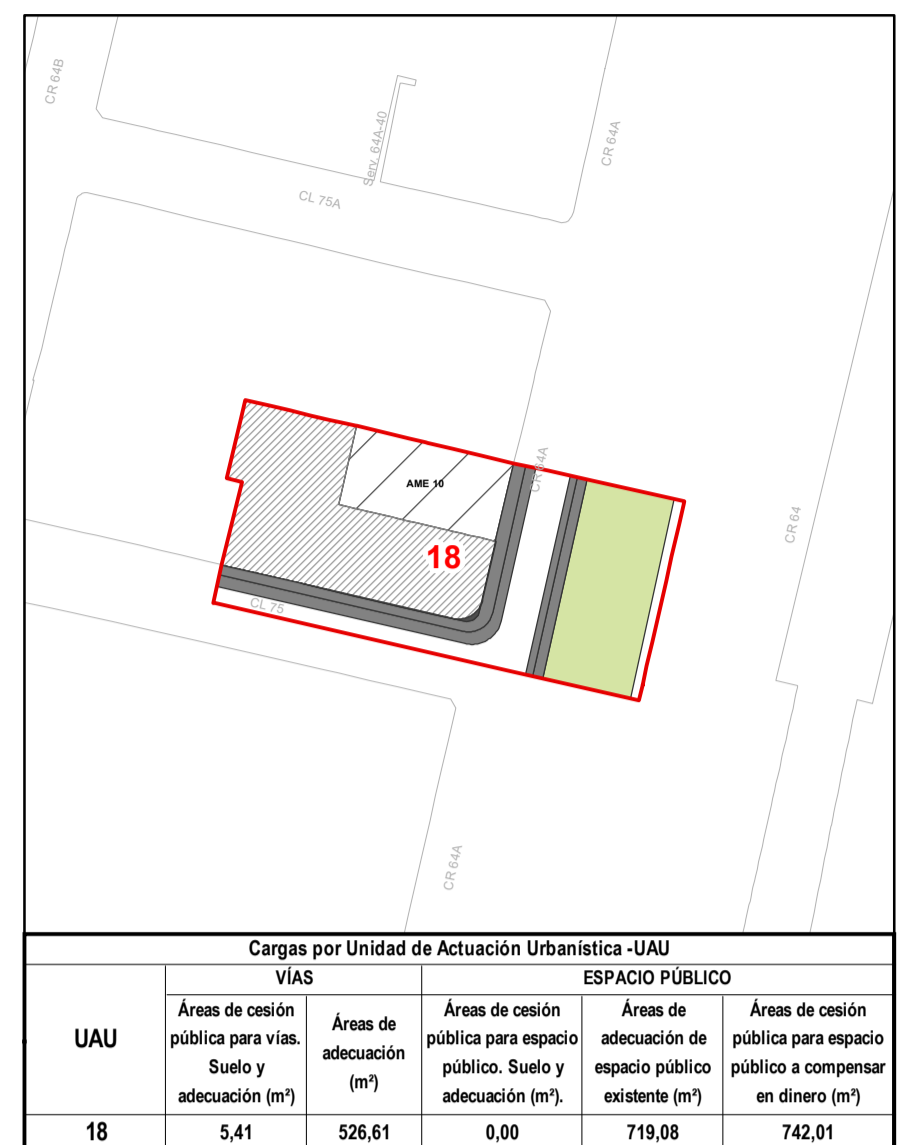 CR 64B
Serv. 64A-40
CR 64A
CL 75A
CR 64A
AME 10
18
CR 64
CL 75
CR 64A
Cargas por Unidad de Actuación Urbanística -UAU
UAU
VÍAS
ESPACIO PÚBLICO
Áreas de cesión
pública para vías.
Suelo y
adecuación (m²)
Áreas de
adecuación
(m²)
Áreas de cesión
pública para espacio
público. Suelo y
adecuación (m²).
Áreas de
adecuación de
espacio público
existente (m²)
Áreas de cesión
pública para espacio
público a compensar
en dinero (m²)
18 5,41 526,61 0,00 719,08 742,01